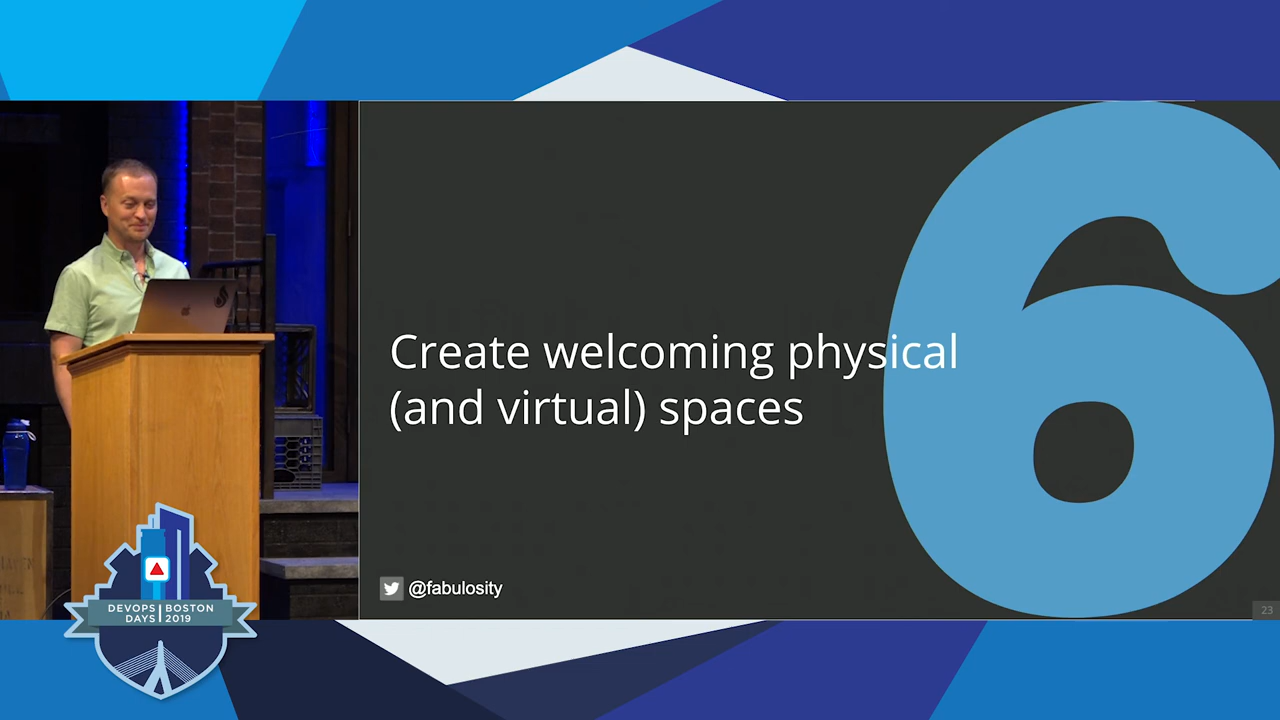 6
Create welcoming physical
(and virtual) spaces
@fabulosity
23
DEVOPS BOSTON
DAYS 2019